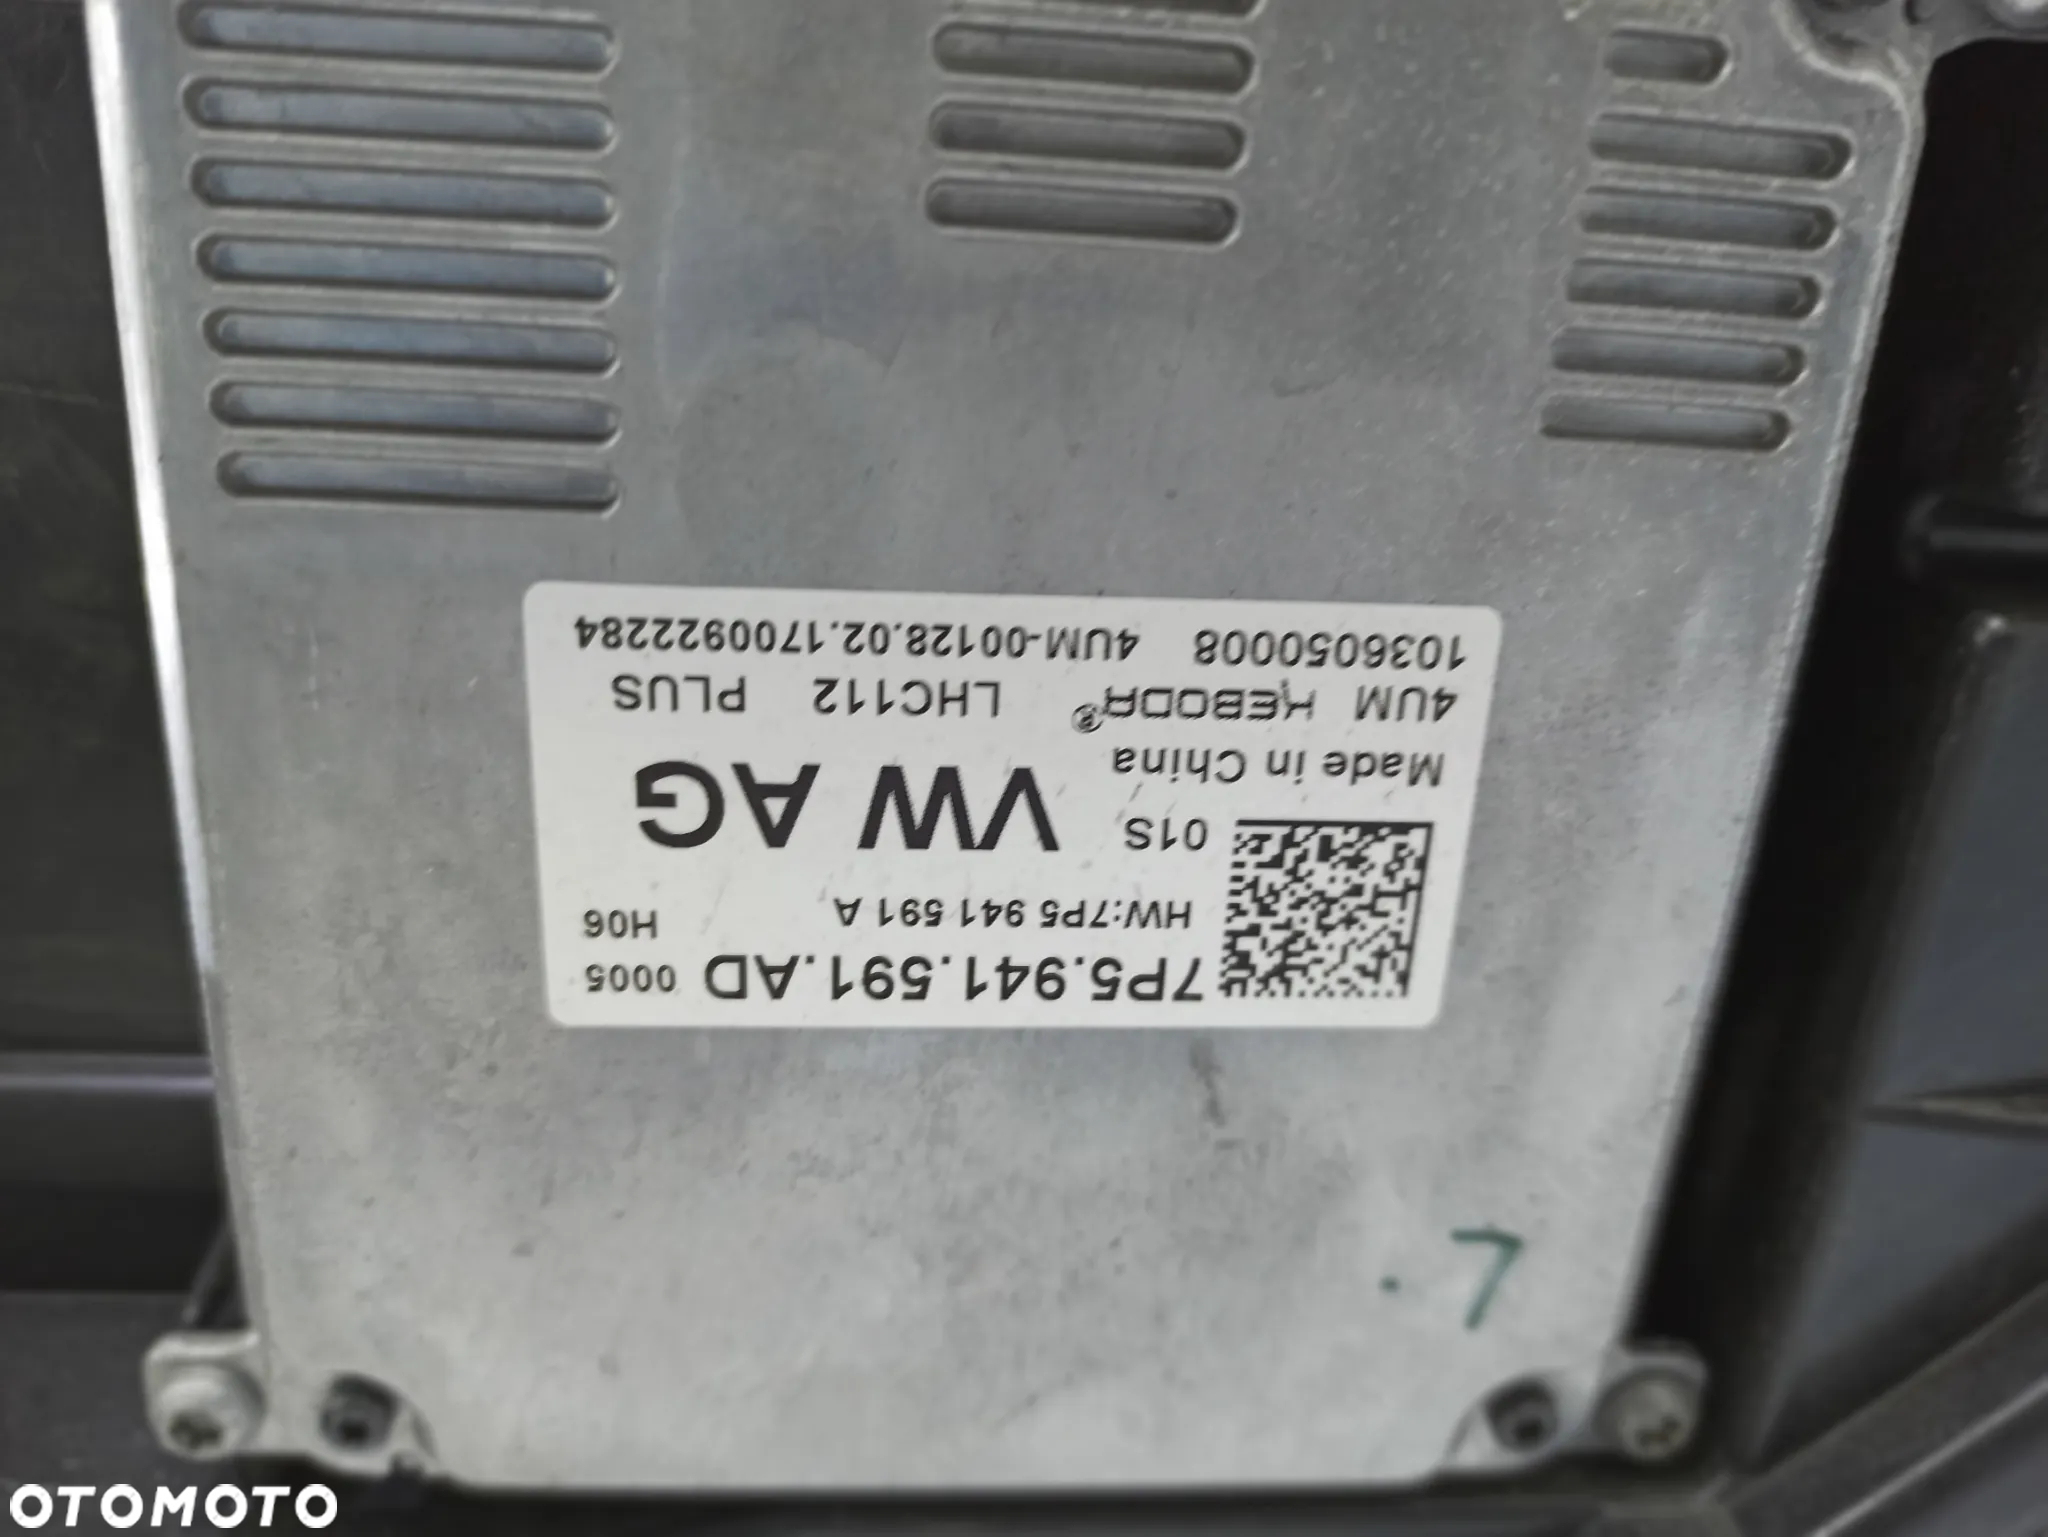 7P5.941.591.AD 0005
HW:7P5 941 591 A H06
01S VW AG
Made in China
4UM KEBODA® LHC112 PLUS
1036050008 4UM-00128.02.1700922284
7.
OTOMOTO